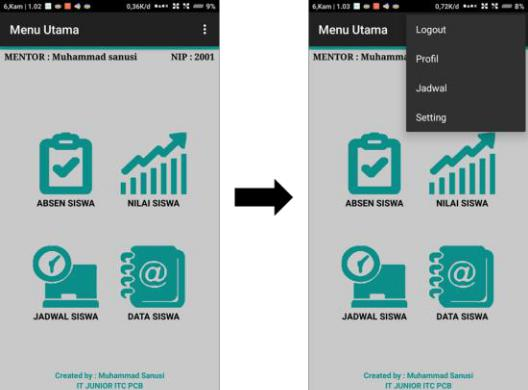 6,Kam | 1.02
0,36K/d
9%
Menu Utama
MENTOR : Muhammad sanusi
NIP : 2001
ABSEN SISWA
NILAI SISWA
JADWAL SISWA
DATA SISWA
Created by : Muhammad Sanusi
IT JUNIOR ITC PCB
6,Kam | 1.03
0,72K/d
8%
Menu Utama
Logout
Profil
Jadwal
Setting
MENTOR : Muhamma
ABSEN SISWA
NILAI SISWA
JADWAL SISWA
DATA SISWA
Created by : Muhammad Sanusi
IT JUNIOR ITC PCB